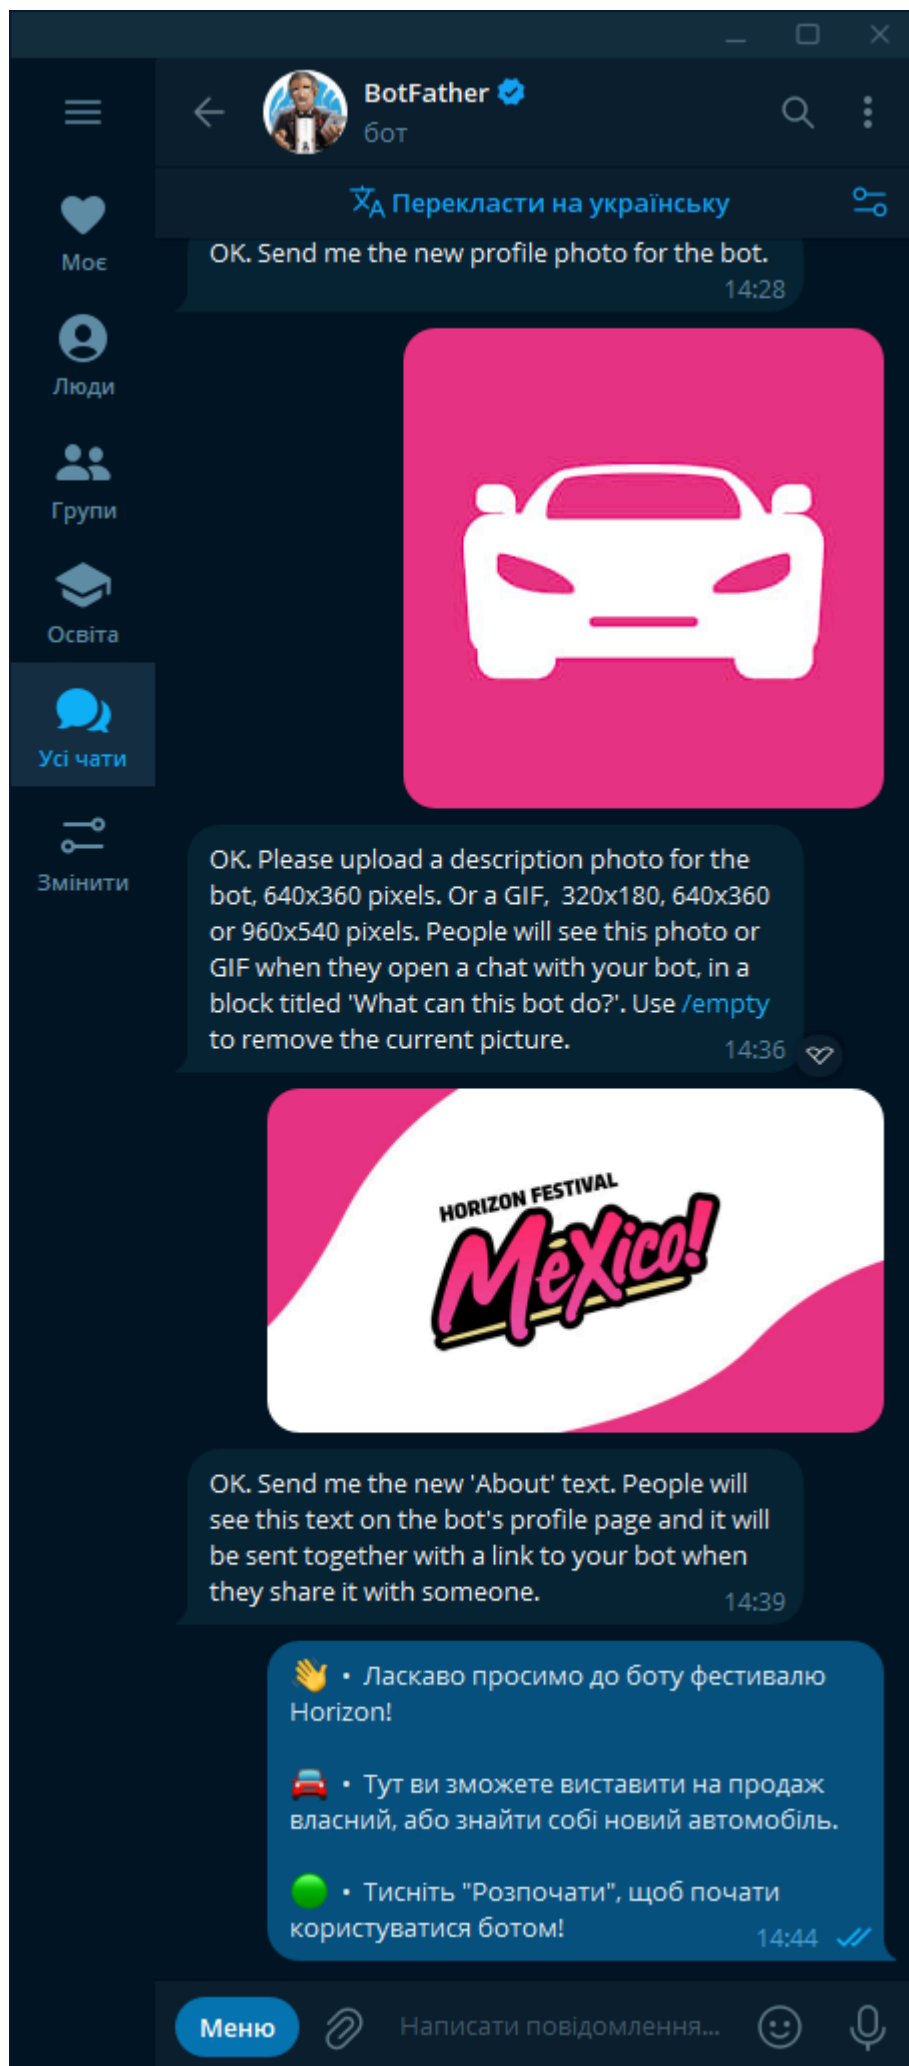 BotFather
бот
Перекласти на українську
Моє
Люди
Групи
Освіта
Усі чати
Змінити
OK. Send me the new profile photo for the bot.
14:28
OK. Please upload a description photo for the
bot, 640x360 pixels. Or a GIF,  320x180, 640x360
or 960x540 pixels. People will see this photo or
GIF when they open a chat with your bot, in a
block titled 'What can this bot do?'. Use /empty
to remove the current picture.
14:36
HORIZON FESTIVAL
México!
OK. Send me the new 'About' text. People will
see this text on the bot's profile page and it will
be sent together with a link to your bot when
they share it with someone.
14:39
👋 • Ласкаво просимо до боту фестивалю
Horizon!
🚘 • Тут ви зможете виставити на продаж
власний, або знайти собі новий автомобіль.
🟢 • Тисніть "Розпочати", щоб почати
користуватися ботом!
14:44
Меню
Написати повідомлення...